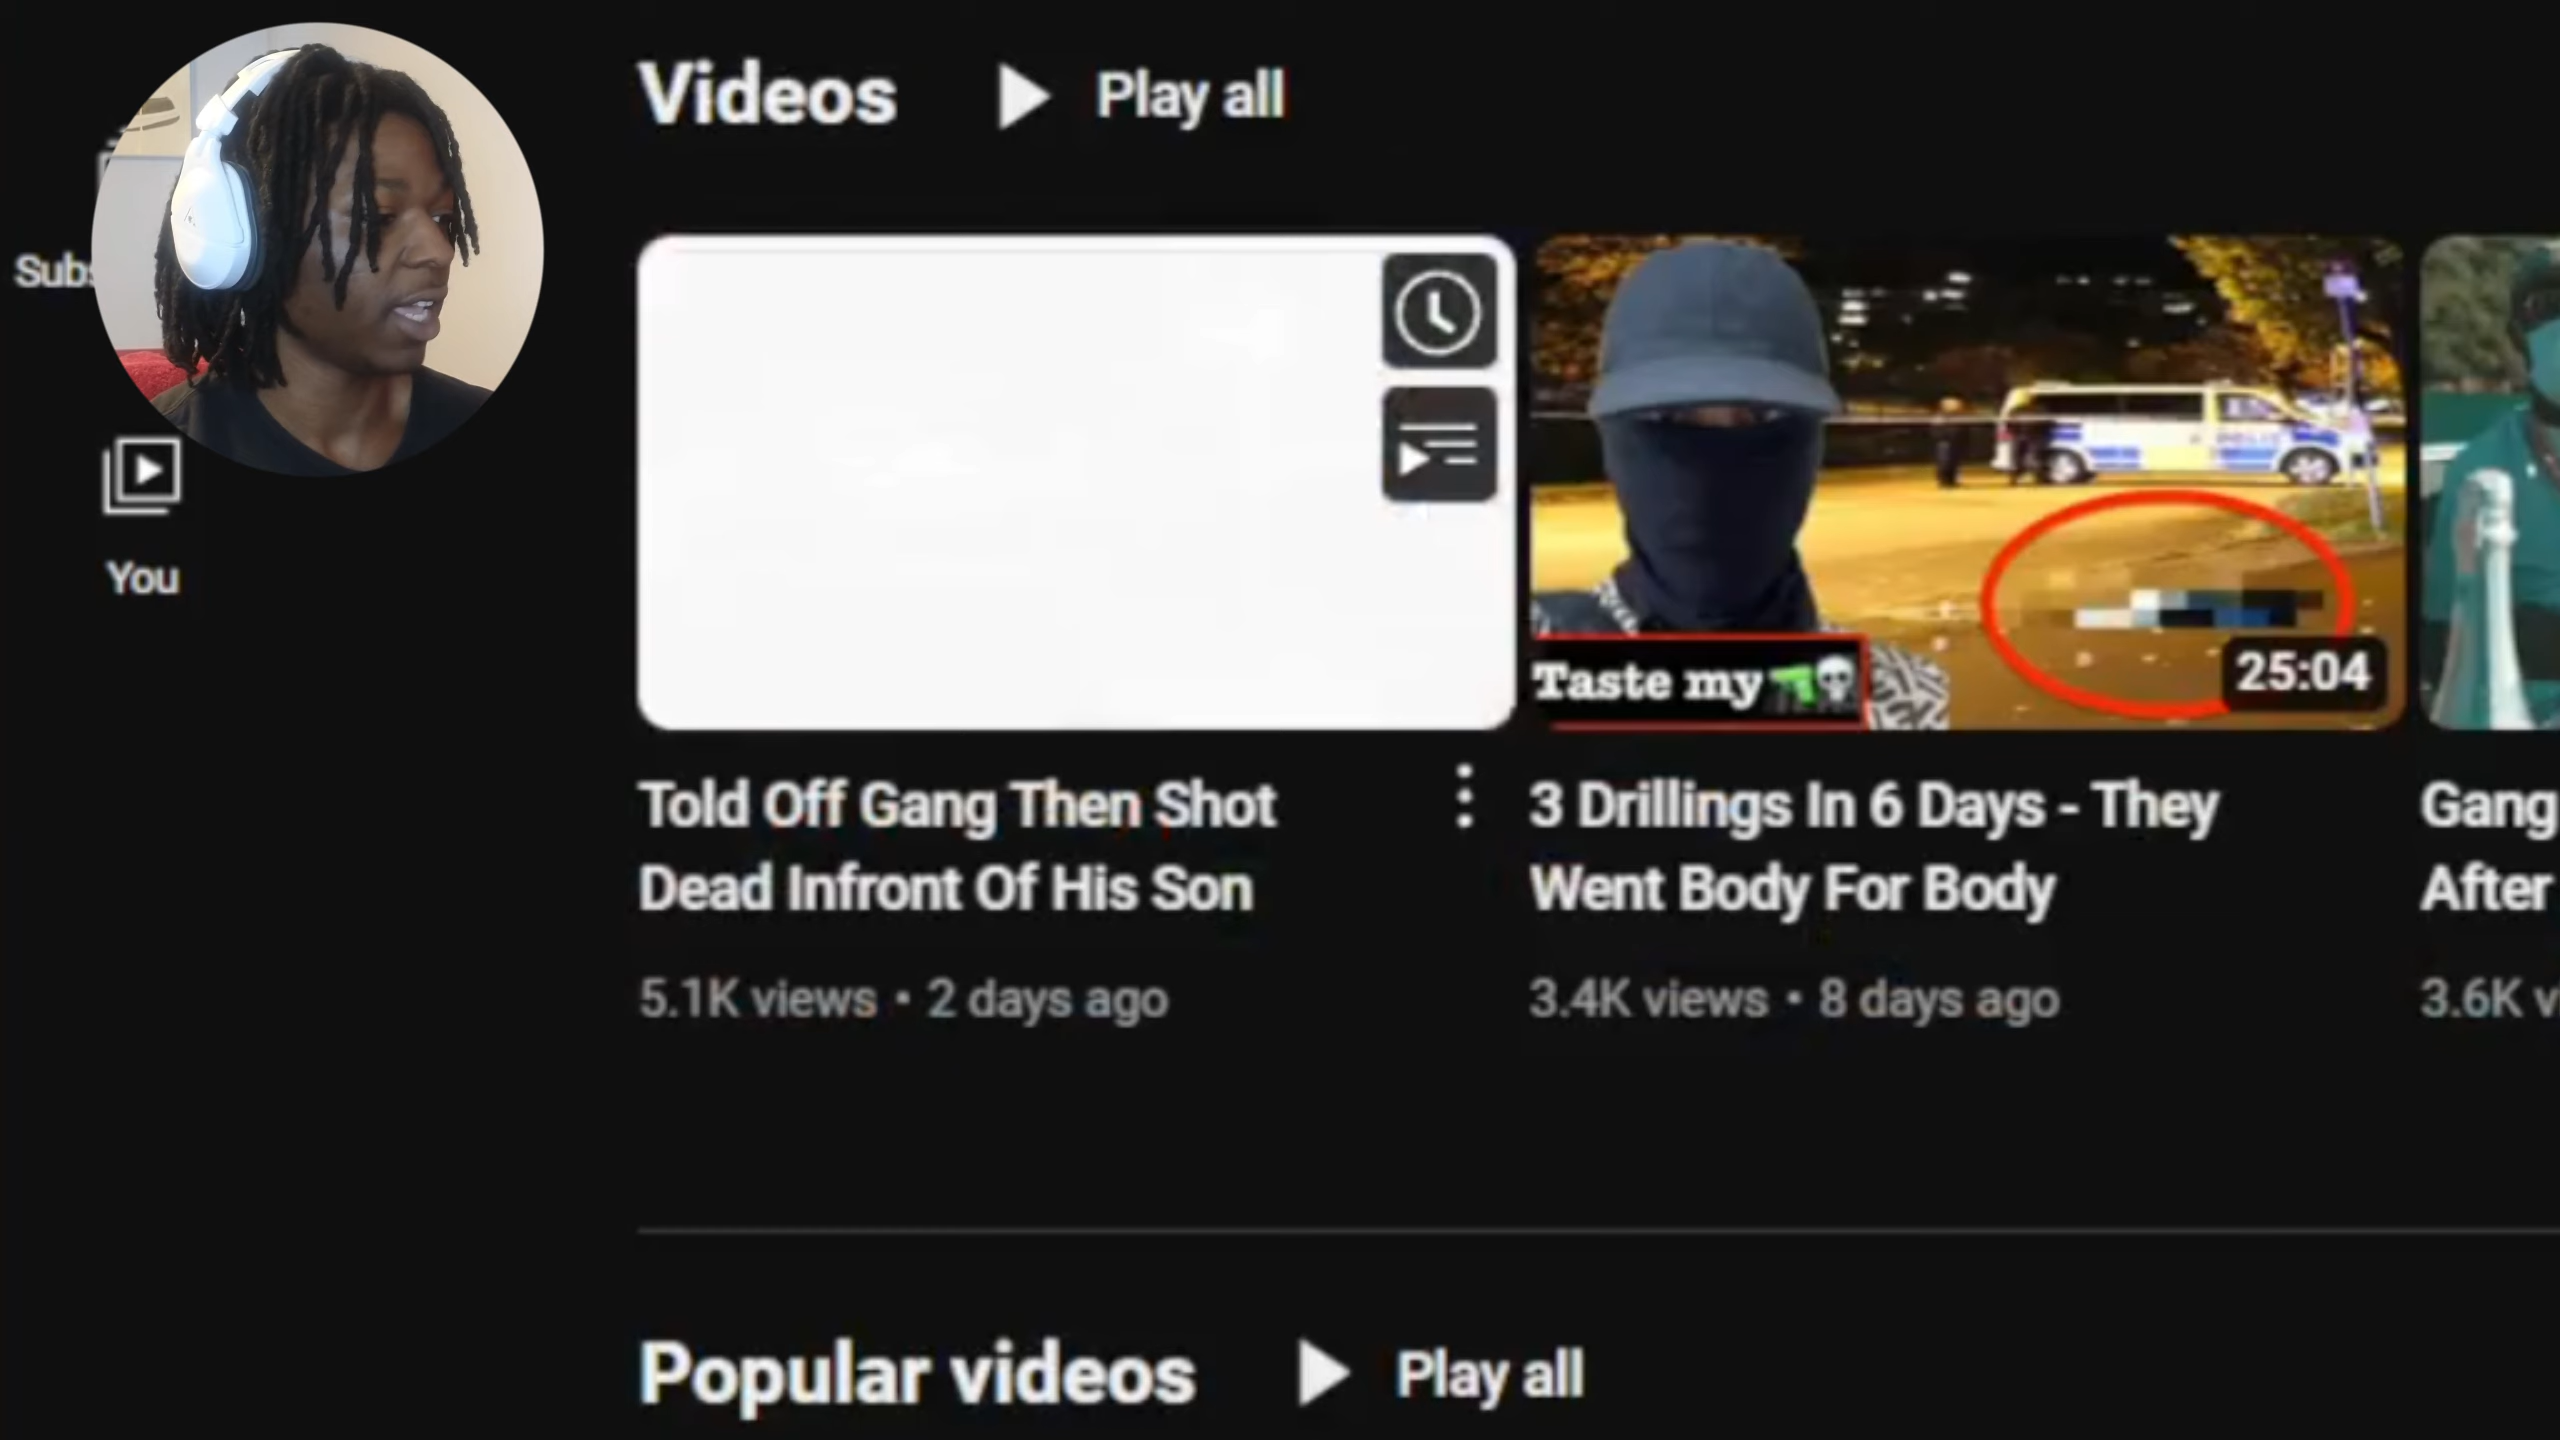 Videos
Play all
Subs
You
Taste my
25:04
Told Off Gang Then Shot
Dead Infront Of His Son
5.1K views • 2 days ago
3 Drillings In 6 Days - They
Went Body For Body
3.4K views • 8 days ago
Gang
After
3.6K v
Popular videos
Play all